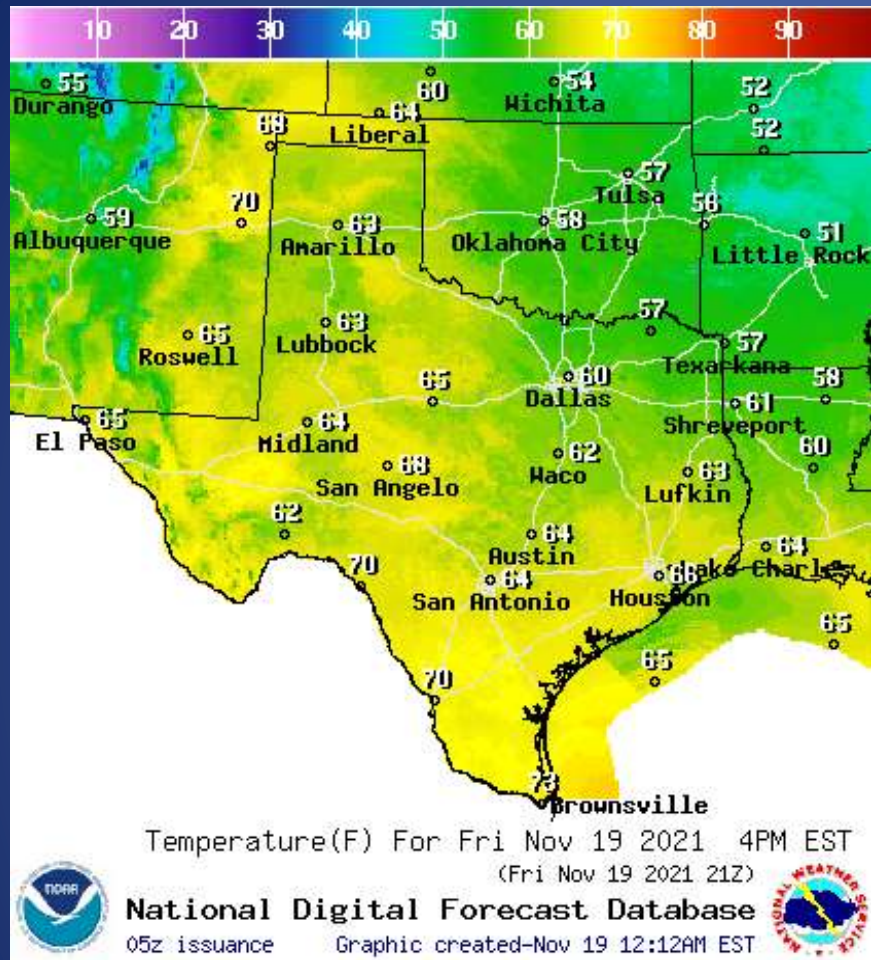 10 20 30 40 50 60 70 80 90
55
Durango
60
54
Wichita
52
64
Liberal
68
52
57
Tulsa
59
Albuquerque
70
63
Amarillo
58
Oklahoma City
56
51
Little Rock
65
Roswell
63
Lubbock
57
57
Texarkana
60
Dallas
65
61
Shreveport
58
65
El Paso
64
Midland
68
San Angelo
62
Waco
63
Lufkin
60
62
64
Austin
64
Lake Charles
70
64
San Antonio
66
Houston
65
65
70
73
Brownsville
Temperature(F) For Fri Nov 19 2021 4PM EST
(Fri Nov 19 2021 21Z)
NOAA
National Digital Forecast Database
05z issuance Graphic created-Nov 19 12:12AM EST
NATIONAL WEATHER SERVICE